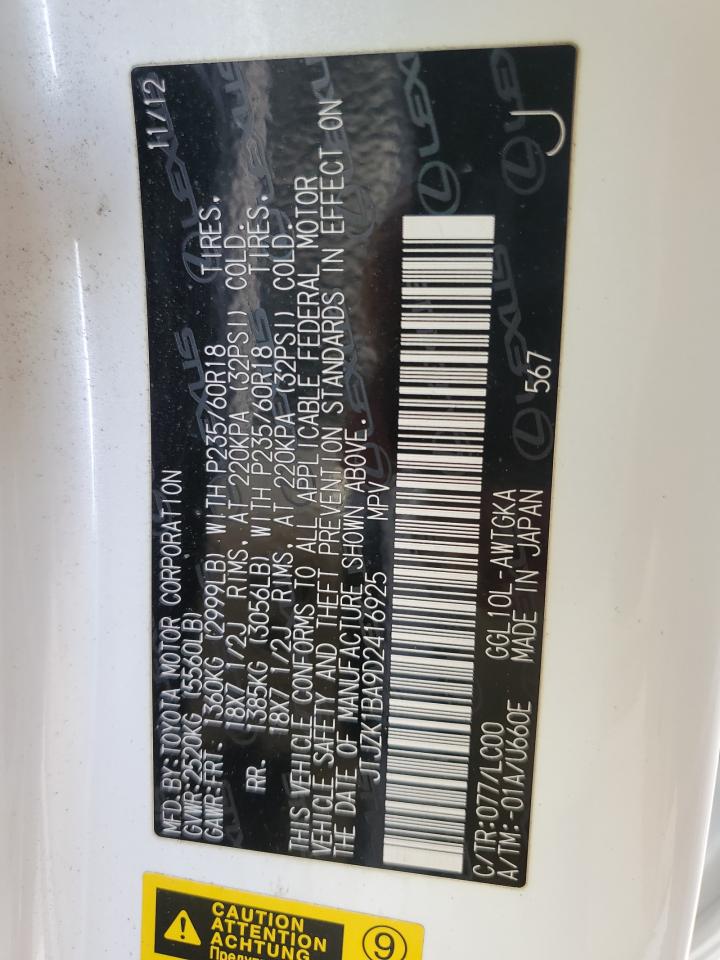 MFD.BY:TOYOTA MOTOR CORPORATION 11/12
GVWR:2520KG (5560LB)
GAWR:FRT. 1360KG (2999LB) WITH P235/60R18 TIRES,
18X7 1/2J RIMS, AT 220KPA (32PSI) COLD.
RR. 1385KG (3056LB) WITH P235/60R18 TIRES,
18X7 1/2J RIMS, AT 220KPA (32PSI) COLD.
THIS VEHICLE CONFORMS TO ALL APPLICABLE FEDERAL MOTOR
VEHICLE SAFETY AND THEFT PREVENTION STANDARDS IN EFFECT ON
THE DATE OF MANUFACTURE SHOWN ABOVE.
JTJZK1BA9D2416925 MPV
C/TR:077/LC00 GGL10L-AWTGKA 567 J
A/TM:-01A/U660E MADE IN JAPAN
LEXUS
LEXUS
LEXUS
LEXUS
CAUTION
ATTENTION
ACHTUNG
9